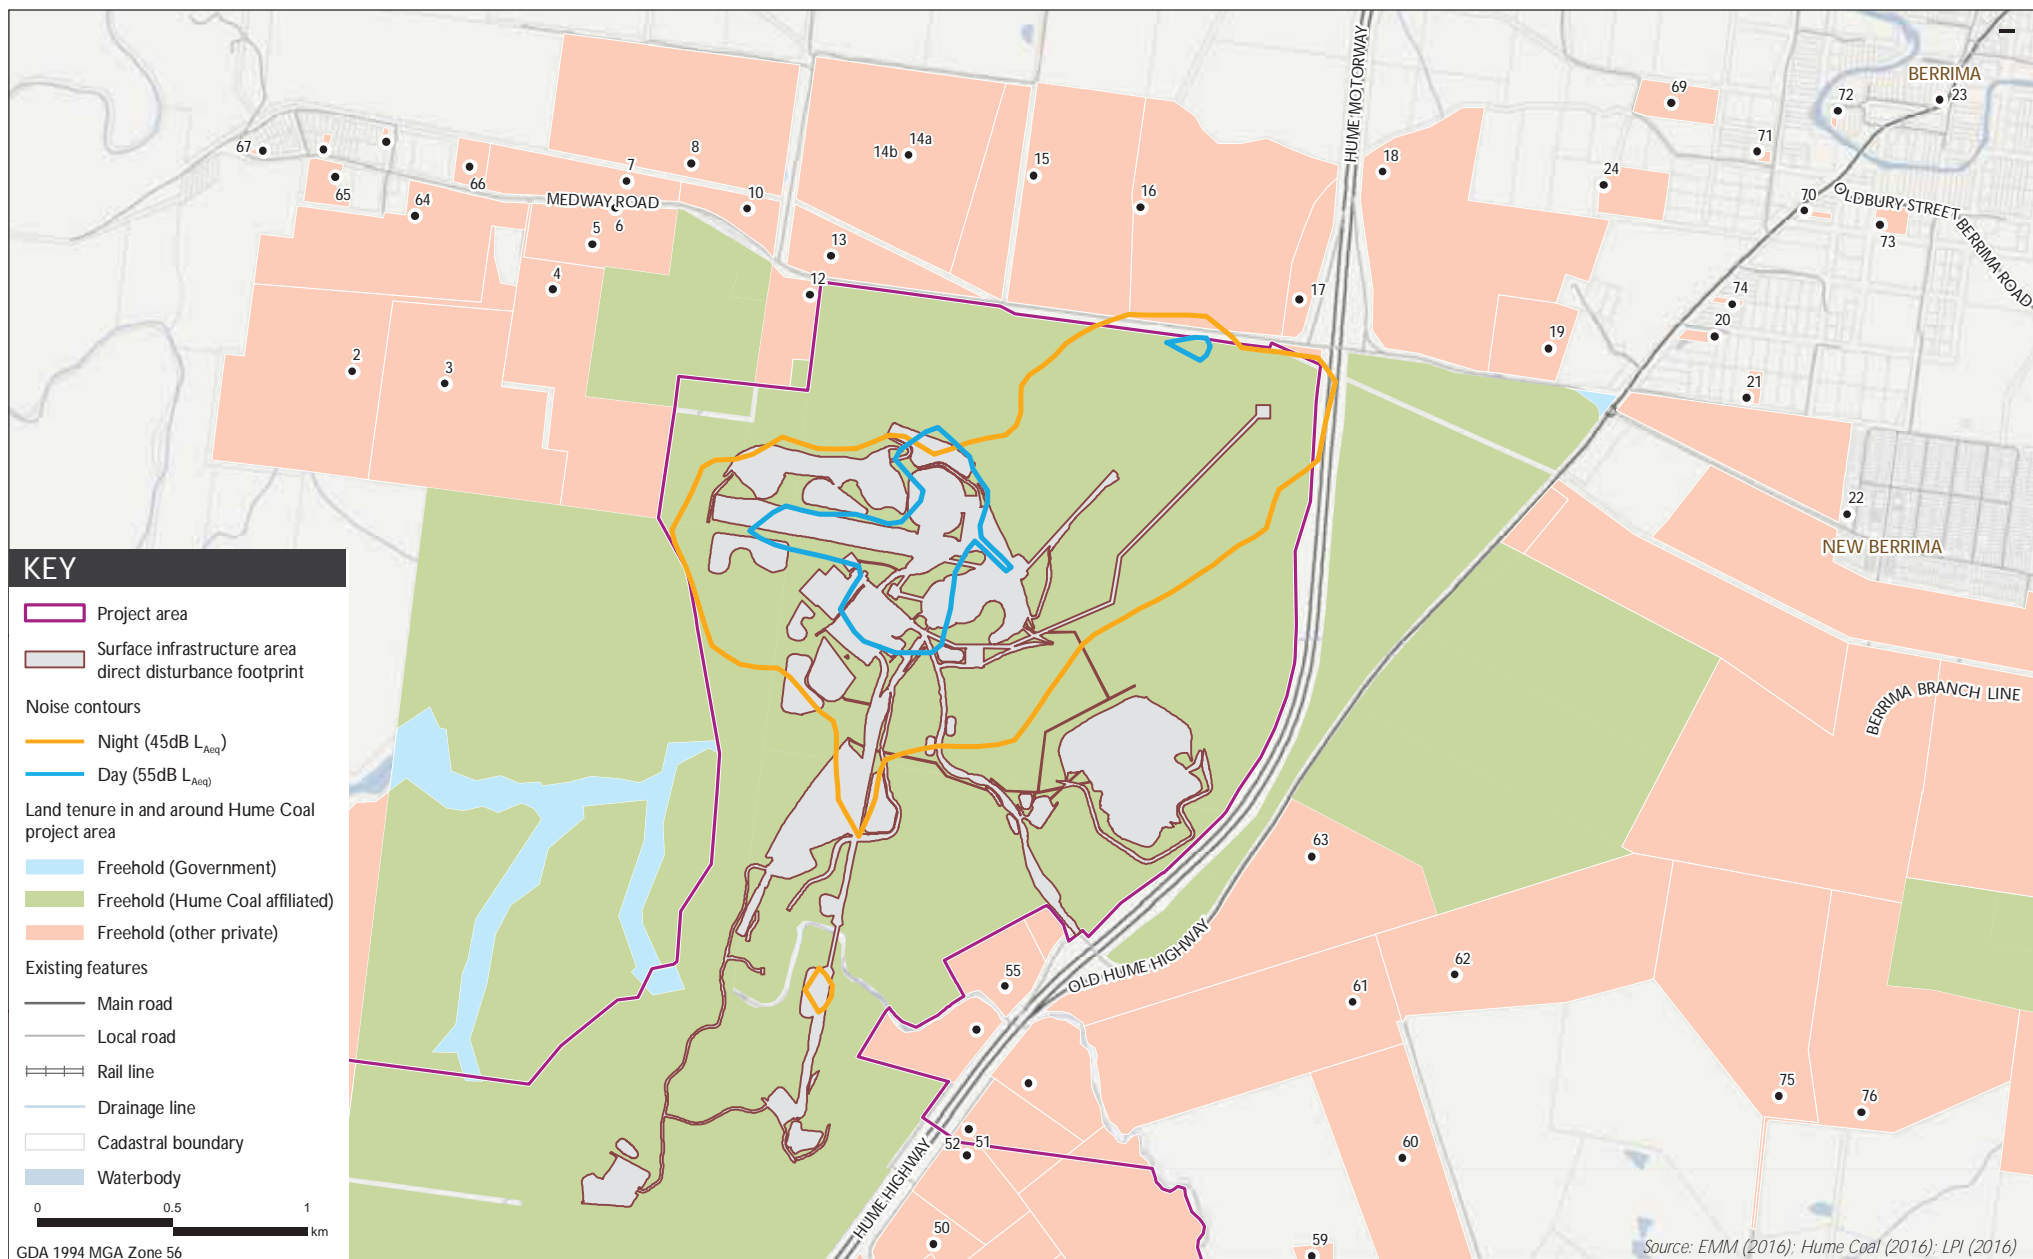 HUME MOTORWAY
BERRIMA
69
72
23
71
8
14a
14b
15
18
67
7
24
65
66
64
MEDWAY ROAD
10
16
70
OLDBURY STREET
73
BERRIMA ROAD
5
6
13
4
12
17
74
20
19
2
3
21
22
NEW BERRIMA
BERRIMA BRANCH LINE
63
62
61
55
OLD HUME HIGHWAY
75
76
52
51
60
HUME HIGHWAY
50
59
KEY
Project area
Surface infrastructure area
direct disturbance footprint
Noise contours
Night (45dB LAeq)
Day (55dB LAeq)
Land tenure in and around Hume Coal
project area
Freehold (Government)
Freehold (Hume Coal affiliated)
Freehold (other private)
Existing features
Main road
Local road
Rail line
Drainage line
Cadastral boundary
Waterbody
0 0.5 1
km
GDA 1994 MGA Zone 56
Source: EMM (2016); Hume Coal (2016); LPI (2016)